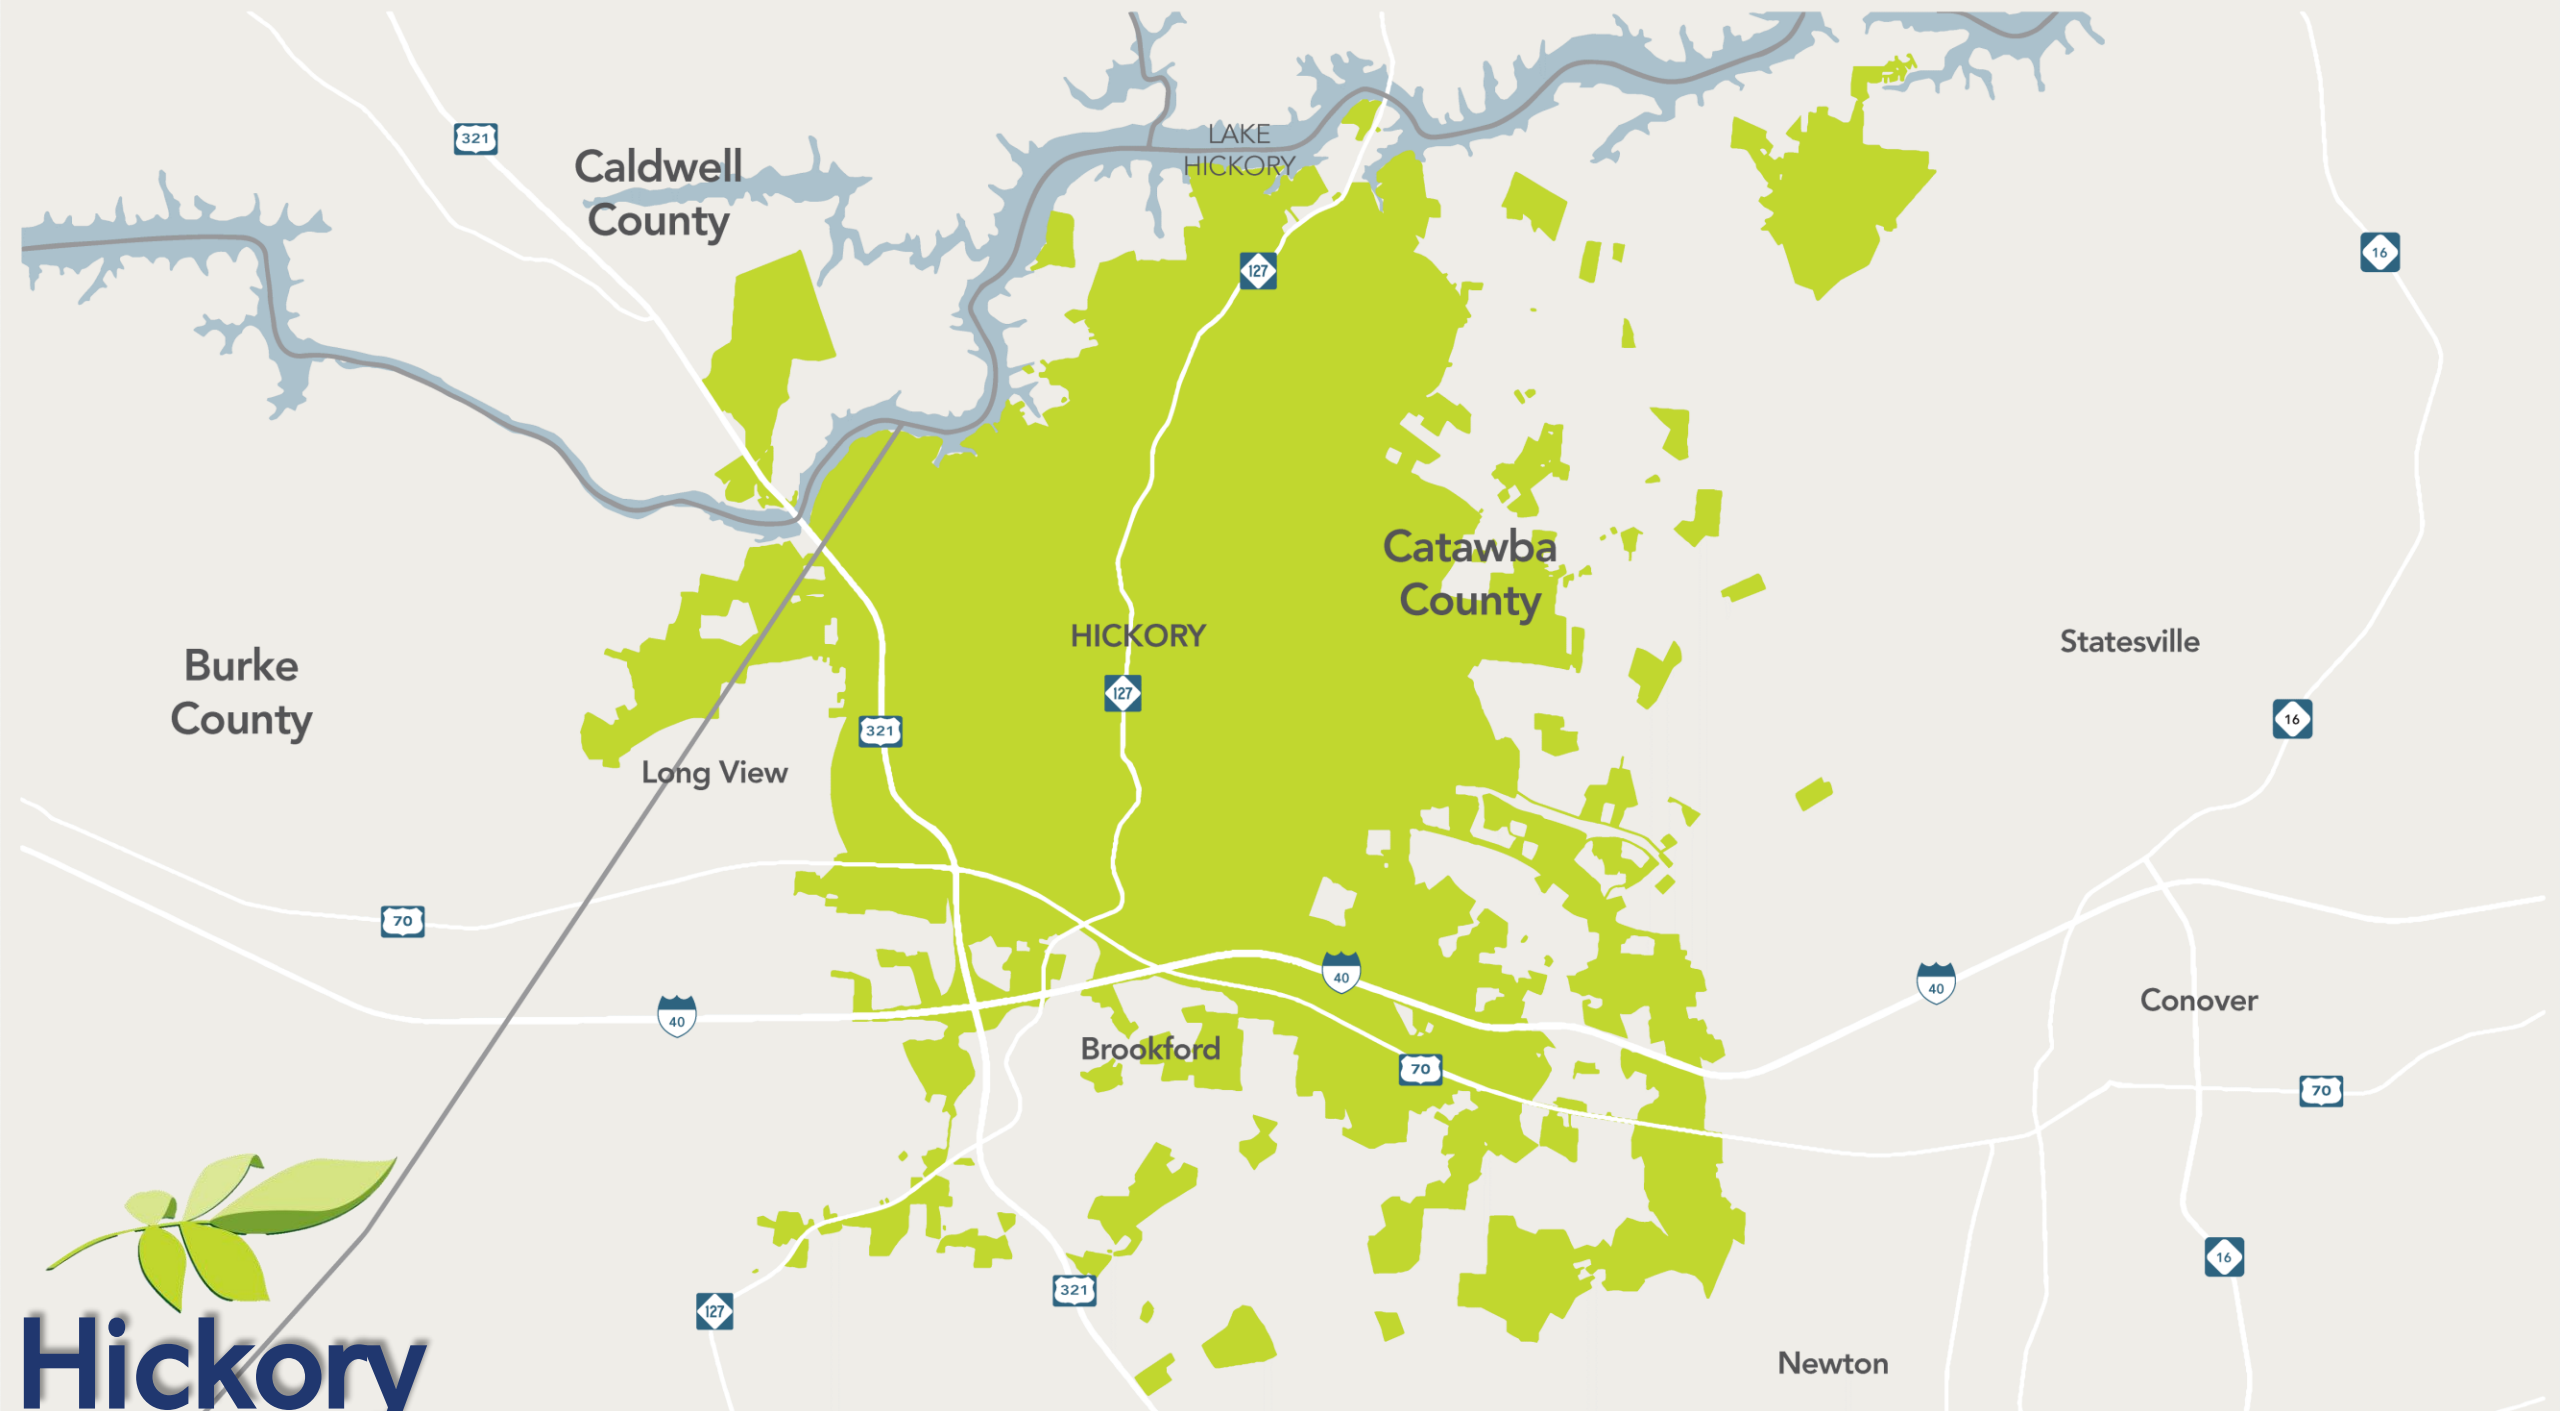 321
Caldwell
County
LAKE
HICKORY
127
16
Catawba
County
HICKORY
Statesville
Burke
County
127
16
321
Long View
70
40
40
40
Conover
Brookford
70
70
16
321
127
Newton
Hickory